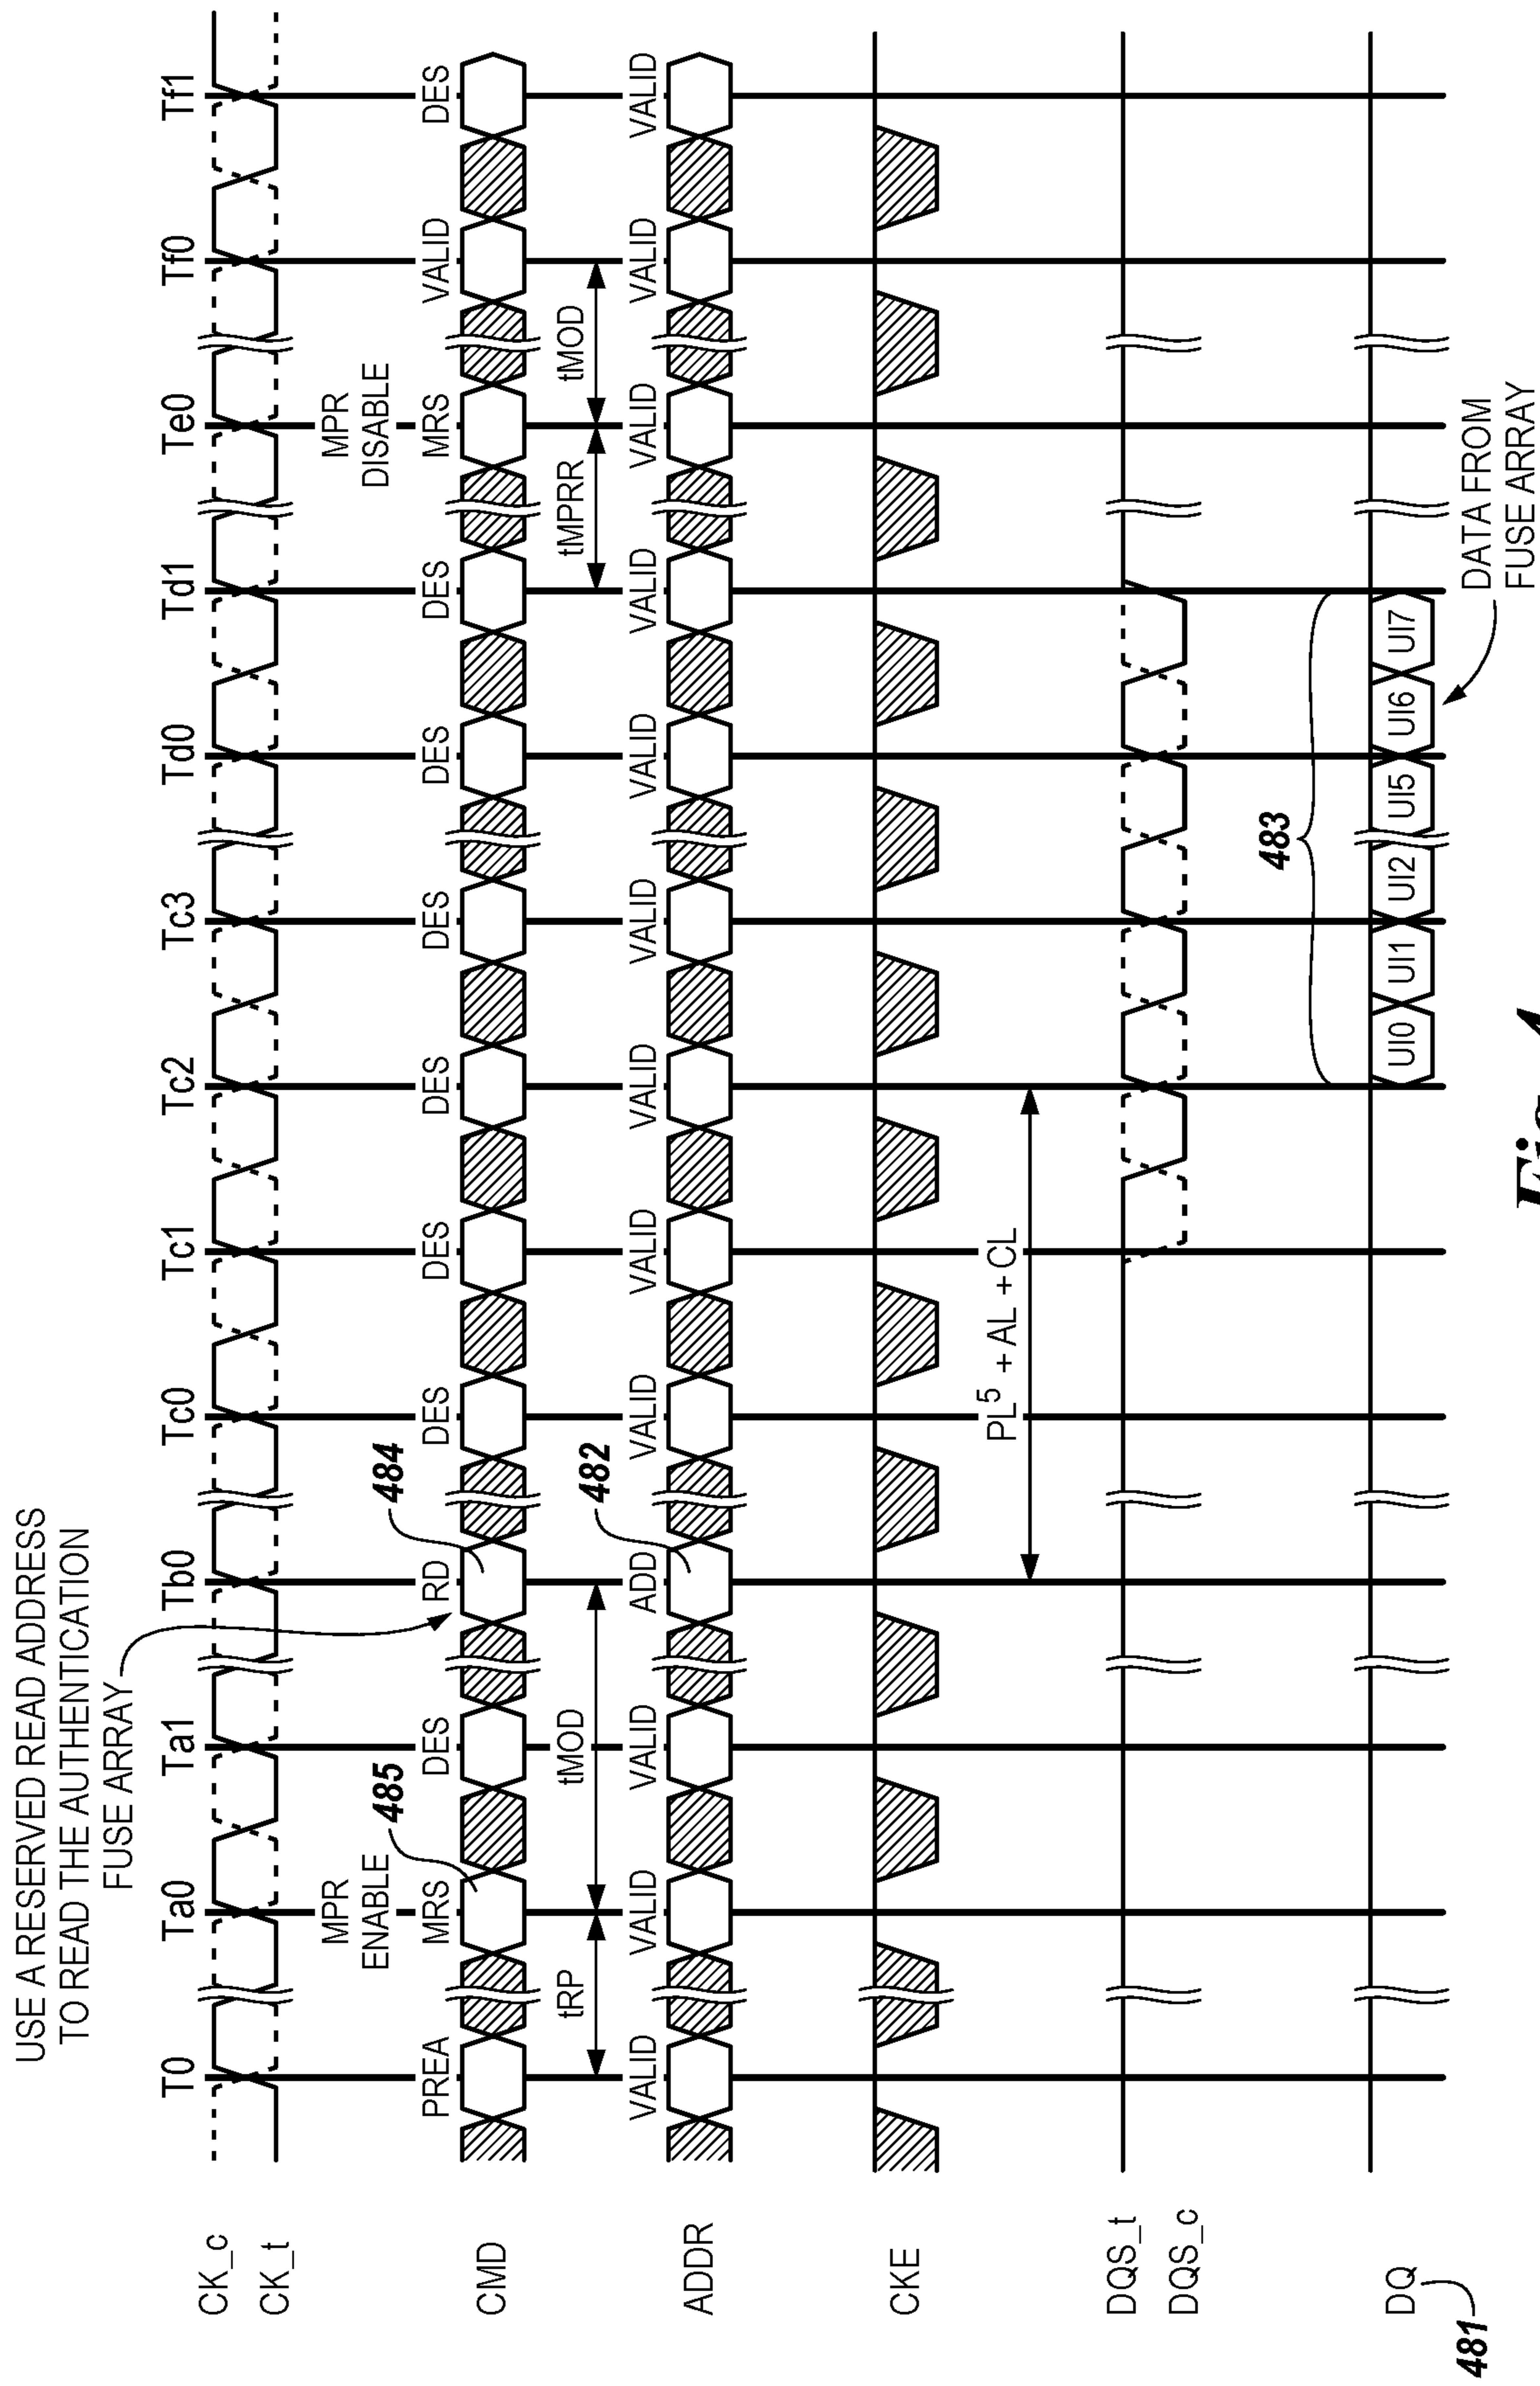 USE A RESERVED READ ADDRESS
TO READ THE AUTHENTICATION
FUSE ARRAY
T0 Ta0 Ta1 Tb0 Tc0 Tc1 Tc2 Tc3 Td0 Td1 Te0 Tf0 Tf1
CK_c
CK_t
MPR
ENABLE
485
484
MPR
DISABLE
CMD
PREA MRS DES RD DES DES DES DES DES DES MRS VALID DES
tRP tMOD tMPRR tMOD
482
ADDR
VALID VALID VALID ADD VALID VALID VALID VALID VALID VALID VALID VALID VALID
CKE
PL⁵ + AL + CL
DQS_t
DQS_c
483
DQ
UI0 UI1 UI2 UI5 UI6 UI7
481
DATA FROM
FUSE ARRAY
Fig. 4